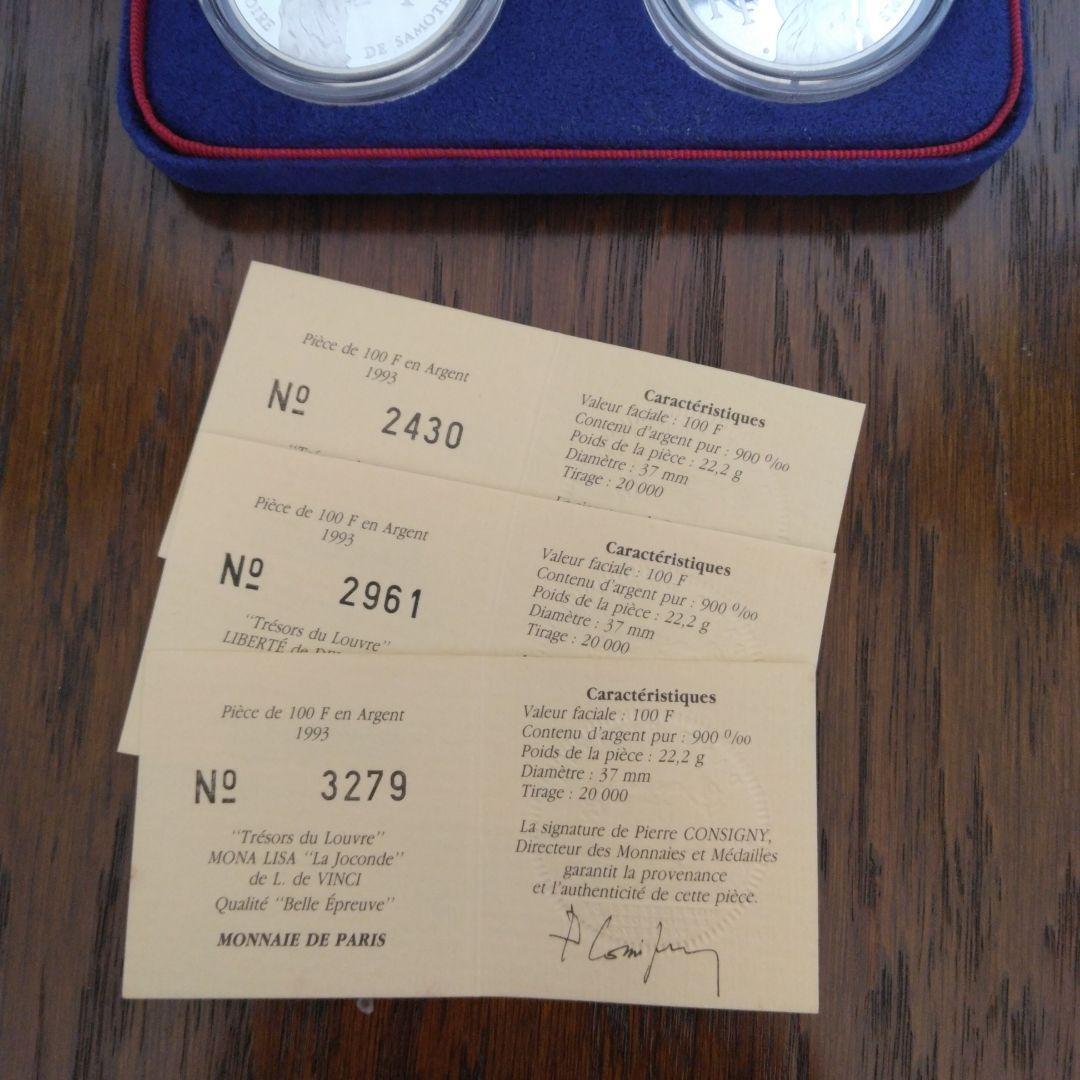 DE SAMOTH
Pièce de 100 F en Argent
1993
Nº 2430
Caractéristiques
Valeur faciale : 100 F
Contenu d'argent pur : 900 ‰
Poids de la pièce : 22,2 g
Diamètre : 37 mm
Tirage : 20 000
Pièce de 100 F en Argent
1993
Nº 2961
"Trésors du Louvre"
LIBERTÉ de
Caractéristiques
Valeur faciale : 100 F
Contenu d'argent pur : 900 ‰
Poids de la pièce : 22,2 g
Diamètre : 37 mm
Tirage : 20 000
Pièce de 100 F en Argent
1993
Nº 3279
"Trésors du Louvre"
MONA LISA "La Joconde"
de L. de VINCI
Qualité "Belle Épreuve"
MONNAIE DE PARIS
Caractéristiques
Valeur faciale : 100 F
Contenu d'argent pur : 900 ‰
Poids de la pièce : 22,2 g
Diamètre : 37 mm
Tirage : 20 000
La signature de Pierre CONSIGNY,
Directeur des Monnaies et Médailles
garantit la provenance
et l'authenticité de cette pièce.